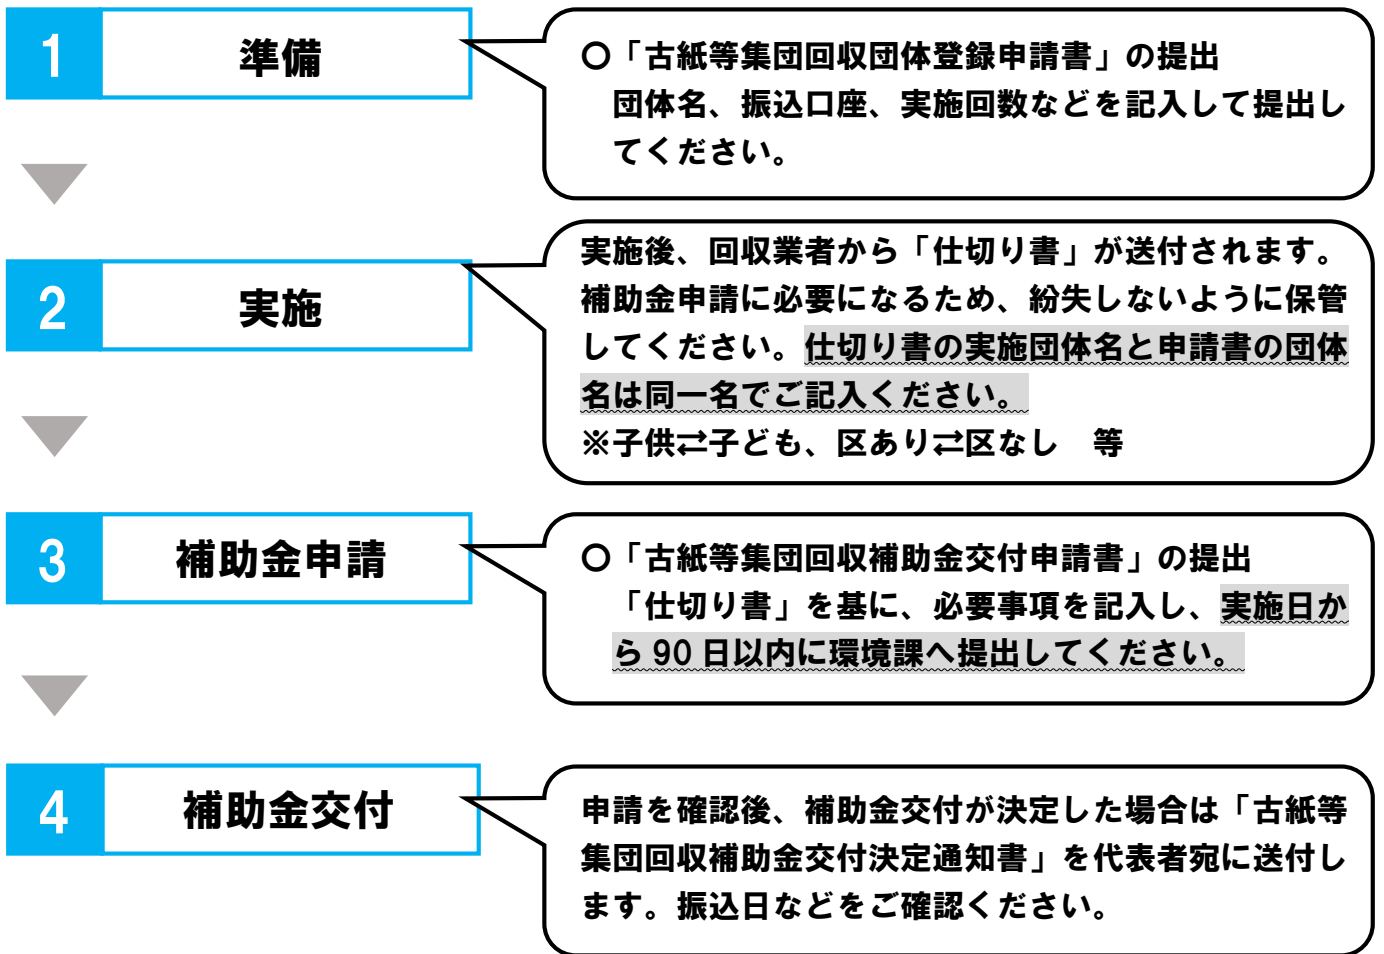 1 準備
〇「古紙等集団回収団体登録申請書」の提出
団体名、振込口座、実施回数などを記入して提出し
てください。
2 実施
実施後、回収業者から「仕切り書」が送付されます。
補助金申請に必要になるため、紛失しないように保管
してください。仕切り書の実施団体名と申請書の団体
名は同一名でご記入ください。
※子供⇄子ども、区あり⇄区なし　等
3 補助金申請
〇「古紙等集団回収補助金交付申請書」の提出
「仕切り書」を基に、必要事項を記入し、実施日か
ら 90 日以内に環境課へ提出してください。
4 補助金交付
申請を確認後、補助金交付が決定した場合は「古紙等
集団回収補助金交付決定通知書」を代表者宛に送付し
ます。振込日などをご確認ください。